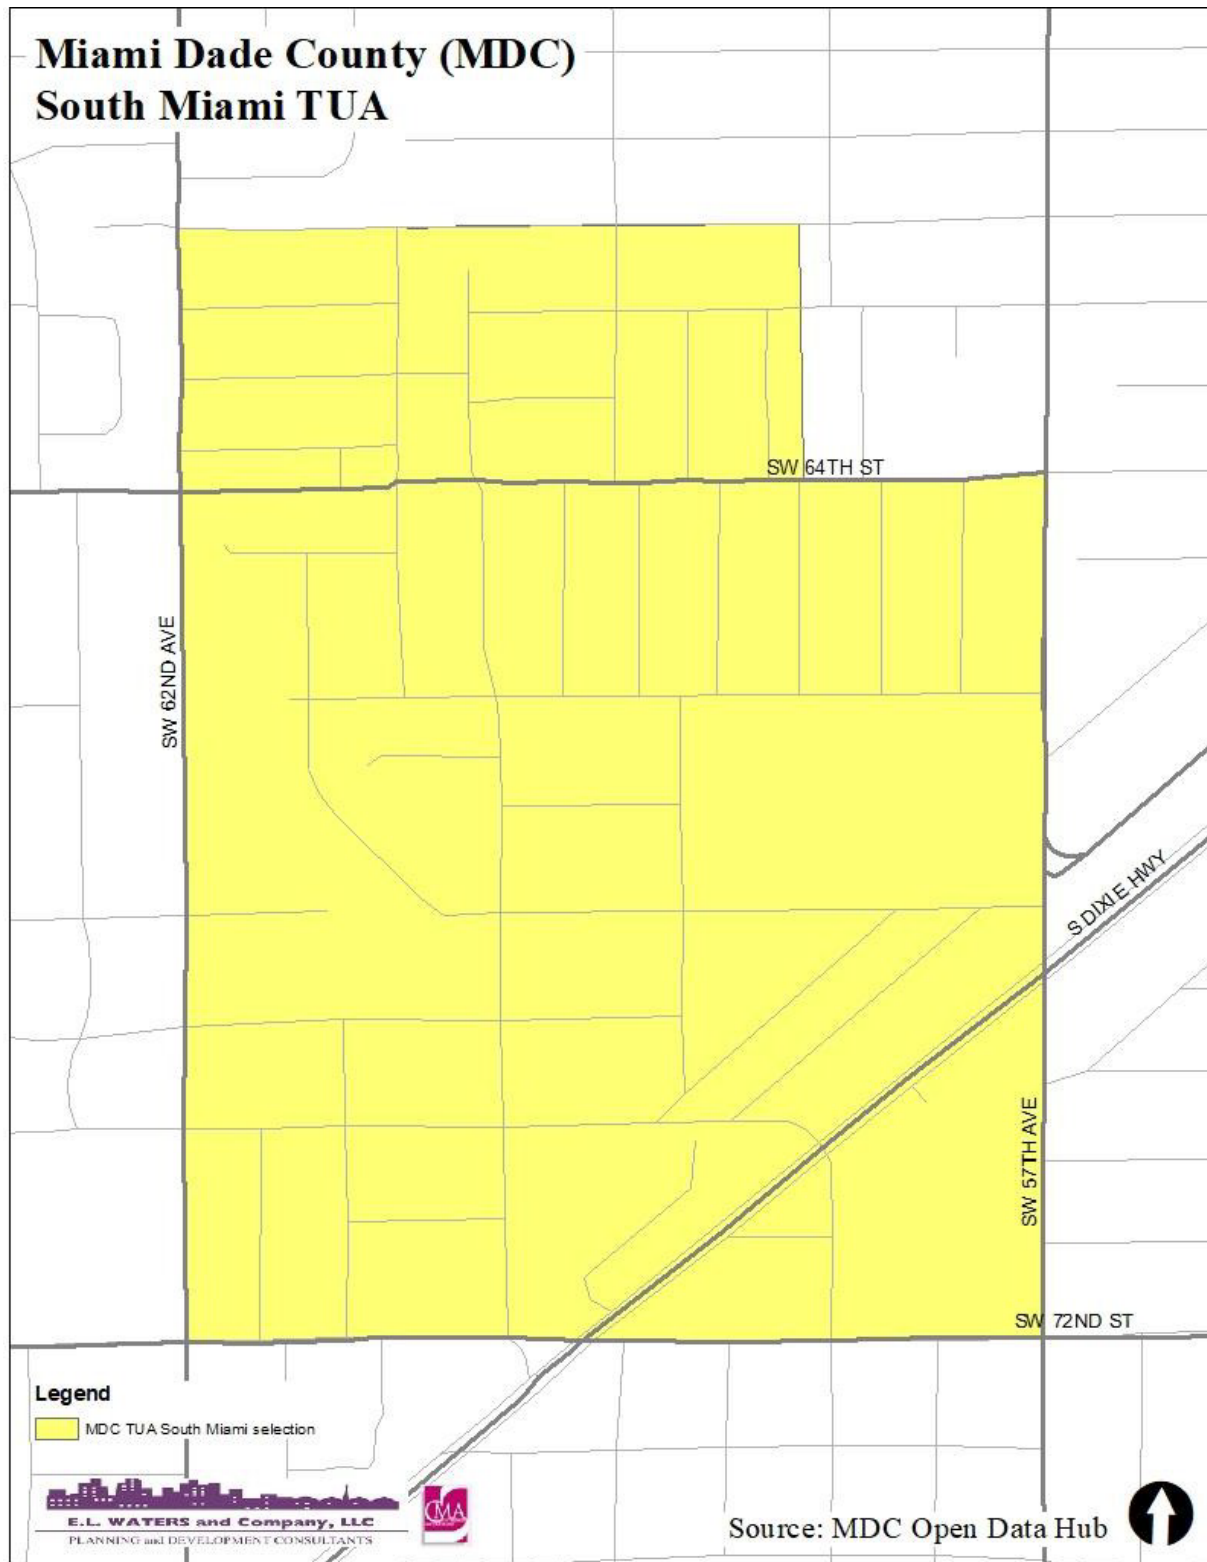 Miami Dade County (MDC)
South Miami TUA
SW 64TH ST
SW 62ND AVE
S DIXIE HWY
SW 57TH AVE
SW 72ND ST
Legend
MDC TUA South Miami selection
E.L. WATERS and Company, LLC
PLANNING and DEVELOPMENT CONSULTANTS
CMA
Source: MDC Open Data Hub